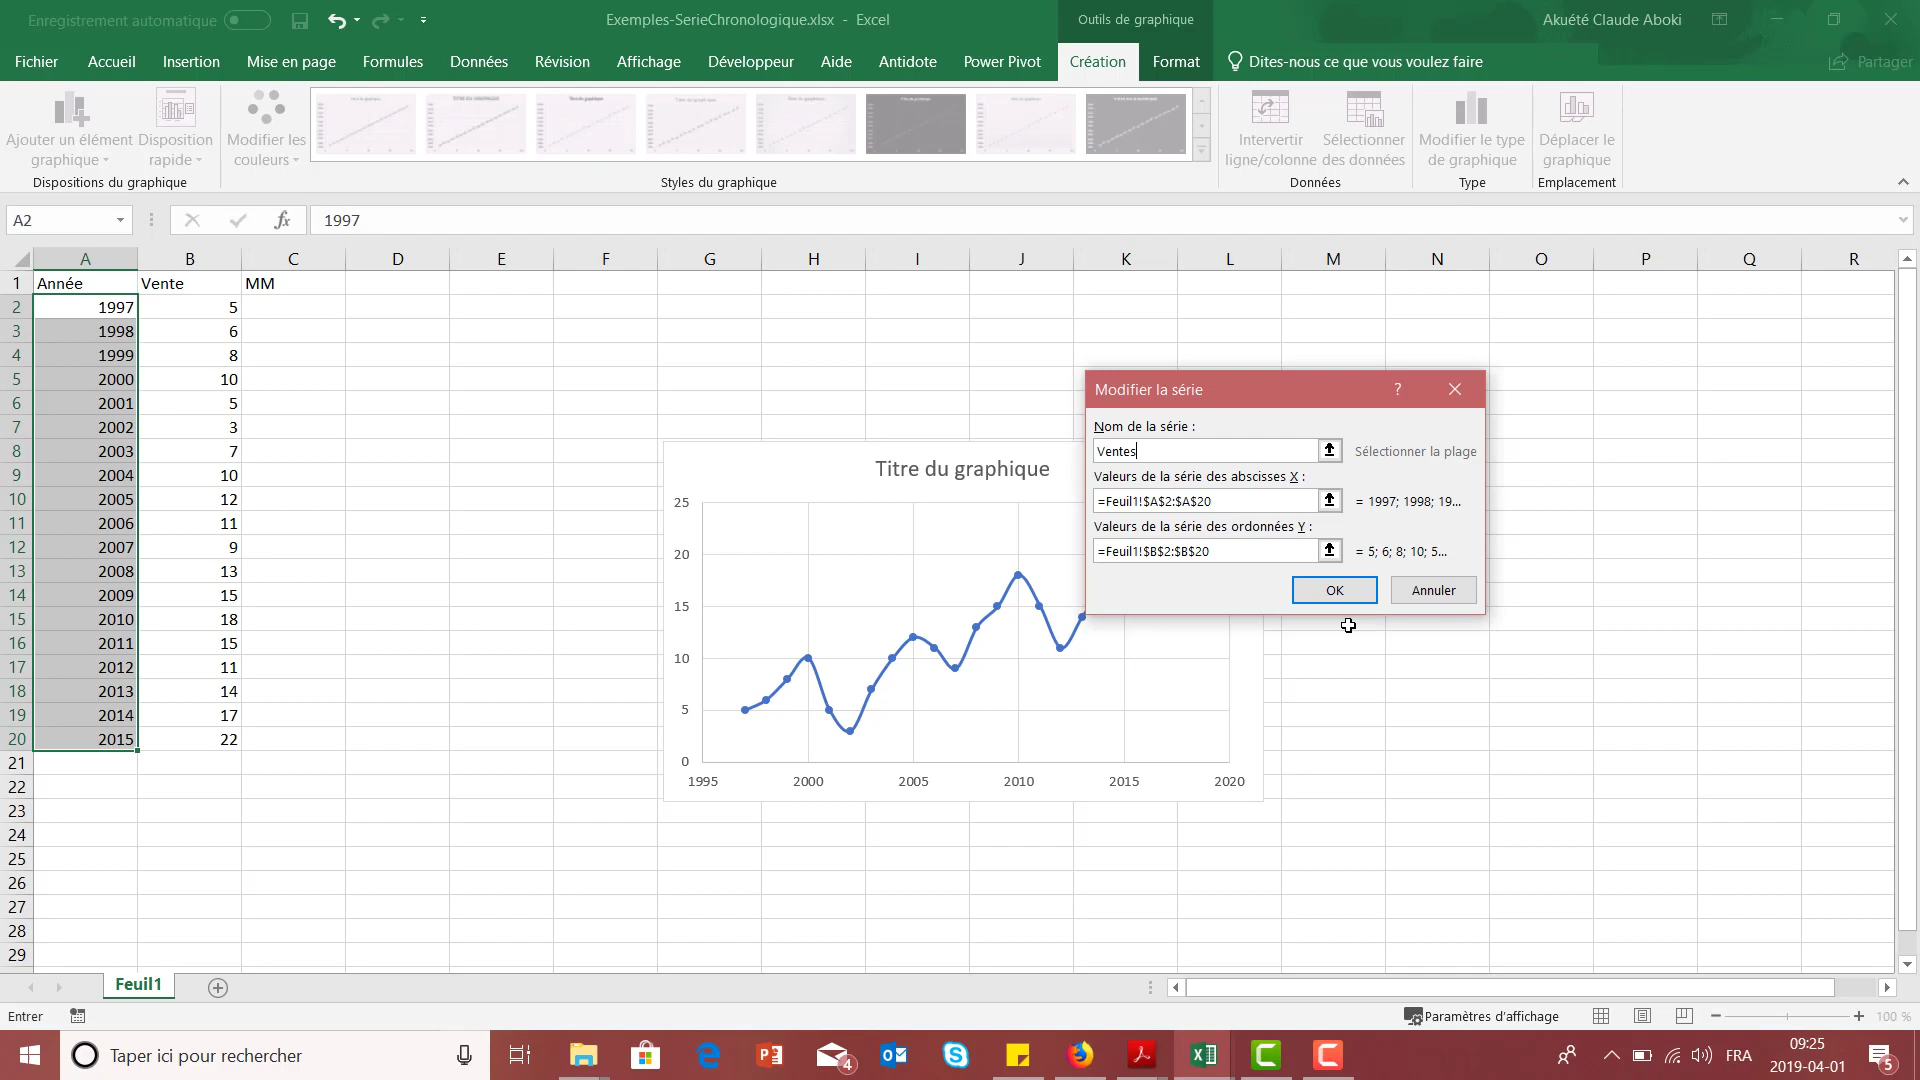 Enregistrement automatique
Exemples-SerieChronologique.xlsx - Excel
Outils de graphique
Akuété Claude Aboki
Fichier Accueil Insertion Mise en page Formules Données Révision Affichage Développeur Aide Antidote Power Pivot Création Format Dites-nous ce que vous voulez faire Partager
Ajouter un élément graphique
Disposition rapide
Modifier les couleurs
Intervertir ligne/colonne
Sélectionner des données
Modifier le type de graphique
Déplacer le graphique
Dispositions du graphique Styles du graphique Données Type Emplacement
A2 fx 1997
A B C D E F G H I J K L M N O P Q R
1 Année Vente MM
2 1997 5
3 1998 6
4 1999 8
5 2000 10
6 2001 5
7 2002 3
8 2003 7
9 2004 10
10 2005 12
11 2006 11
12 2007 9
13 2008 13
14 2009 15
15 2010 18
16 2011 15
17 2012 11
18 2013 14
19 2014 17
20 2015 22
21
22
23
24
25
26
27
28
29
Titre du graphique
25
20
15
10
5
0
1995 2000 2005 2010 2015 2020
Modifier la série ?
Nom de la série :
Ventes Sélectionner la plage
Valeurs de la série des abscisses X :
=Feuil1!$A$2:$A$20 = 1997; 1998; 19...
Valeurs de la série des ordonnées Y :
=Feuil1!$B$2:$B$20 = 5; 6; 8; 10; 5...
OK Annuler
Feuil1
Entrer Paramètres d'affichage 100 %
Taper ici pour rechercher
4
FRA
09:25
2019-04-01
5